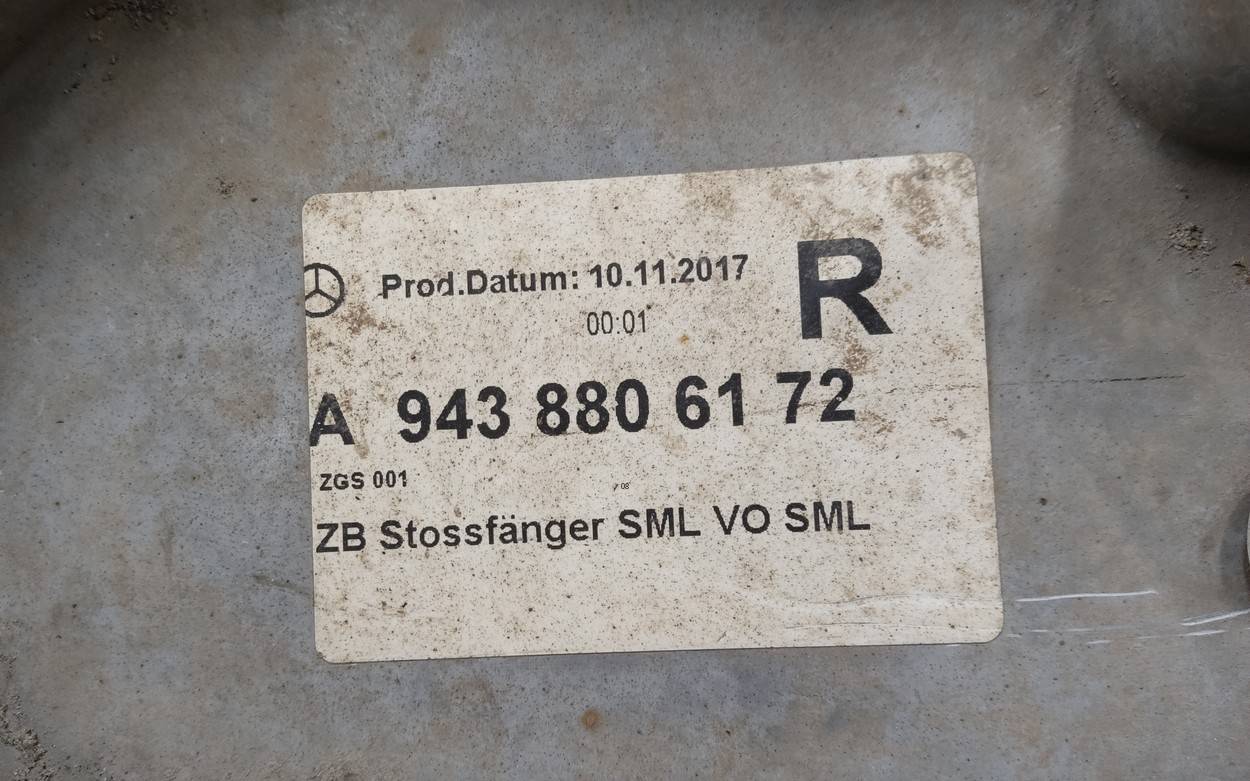 Prod.Datum: 10.11.2017
R
00:01
A 943 880 61 72
ZGS 001
ZB Stossfänger SML VO SML